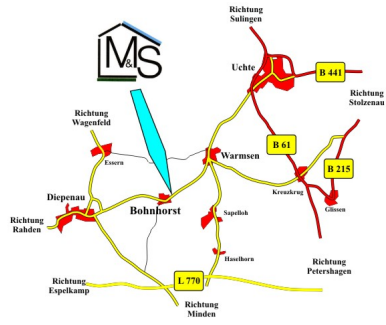 Richtung
Sulingen
M&S
Uchte
B 441
Richtung
Stolzenau
Richtung
Wagenfeld
Essern
Warmsen
B 61
B 215
Kreuzkrug
Glissen
Diepenau
Bohnhorst
Sapelloh
Richtung
Rahden
Haselhorn
Richtung
Petershagen
Richtung
Espelkamp
L 770
Richtung
Minden